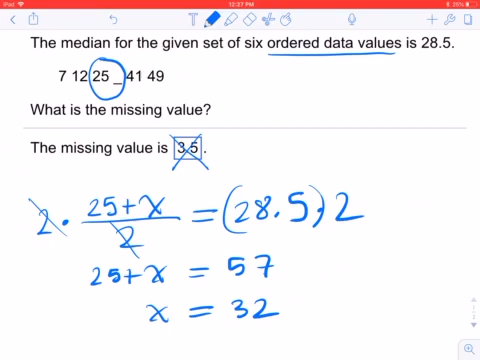 iPad
12:27 PM
25%
The median for the given set of six ordered data values is 28.5.
7 12 25 _ 41 49
What is the missing value?
The missing value is 3.5.
2 · 25+x / 2 = (28.5) · 2
25+x = 57
x = 32